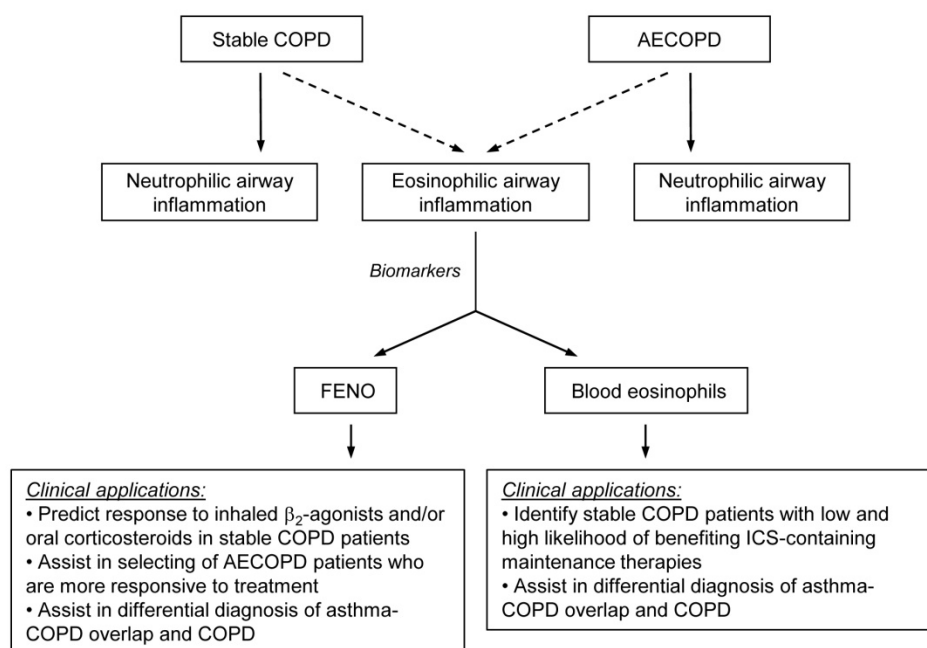 Stable COPD
AECOPD
Neutrophilic airway
inflammation
Eosinophilic airway
inflammation
Neutrophilic airway
inflammation
Biomarkers
FENO
Blood eosinophils
Clinical applications:
• Predict response to inhaled β₂-agonists and/or
oral corticosteroids in stable COPD patients
• Assist in selecting of AECOPD patients who
are more responsive to treatment
• Assist in differential diagnosis of asthma-
COPD overlap and COPD
Clinical applications:
• Identify stable COPD patients with low and
high likelihood of benefiting ICS-containing
maintenance therapies
• Assist in differential diagnosis of asthma-
COPD overlap and COPD